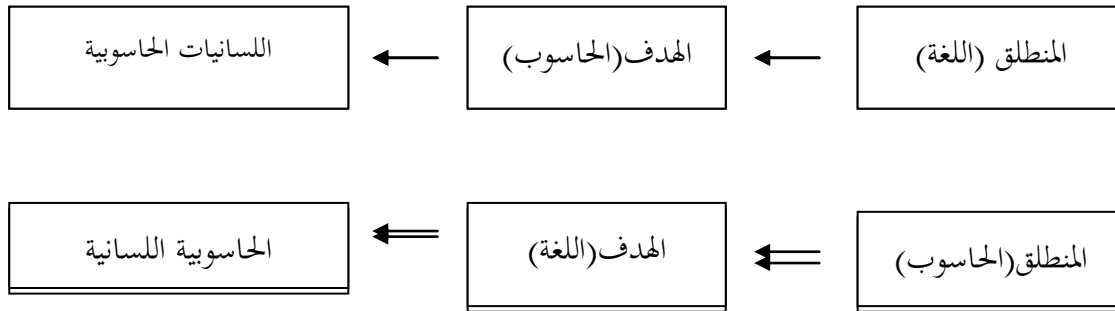 المنطلق (اللغة)
الهدف(الحاسوب)
اللسانيات الحاسوبية
المنطلق(الحاسوب)
الهدف(اللغة)
الحاسوبية اللسانية